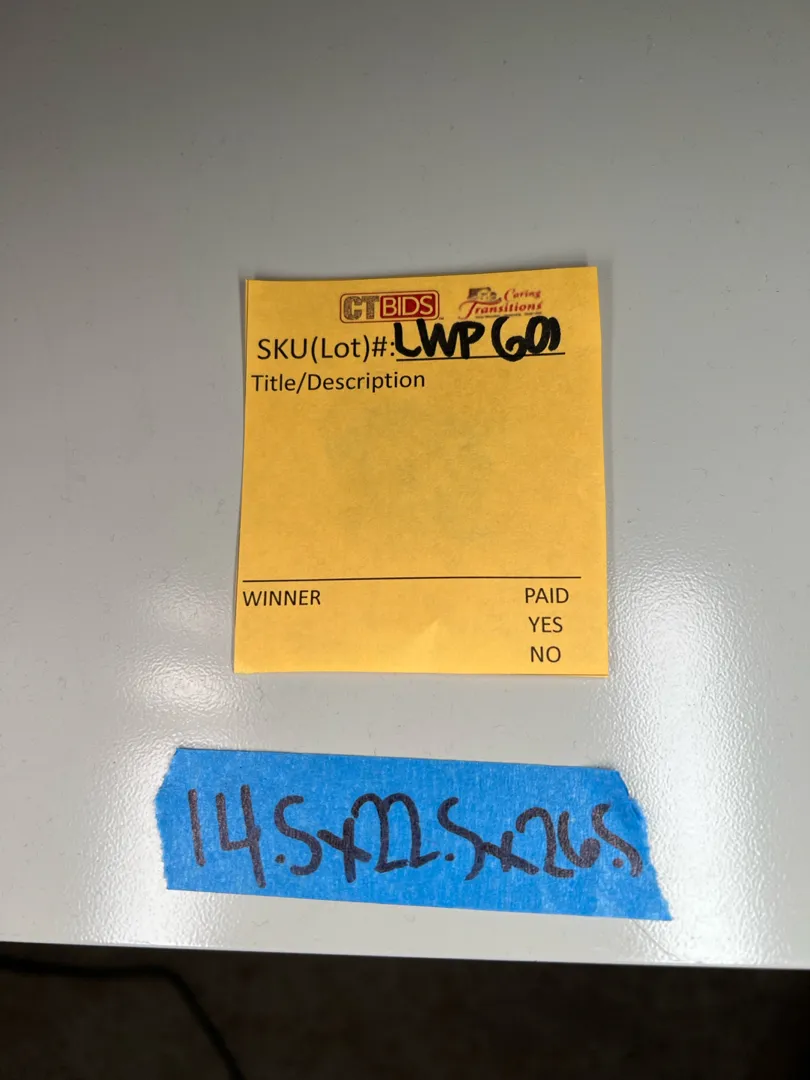 CTBIDS
Caring
Transitions
SKU(Lot)#: LWP601
Title/Description
WINNER PAID
YES
NO
14.5x22.5x26.5